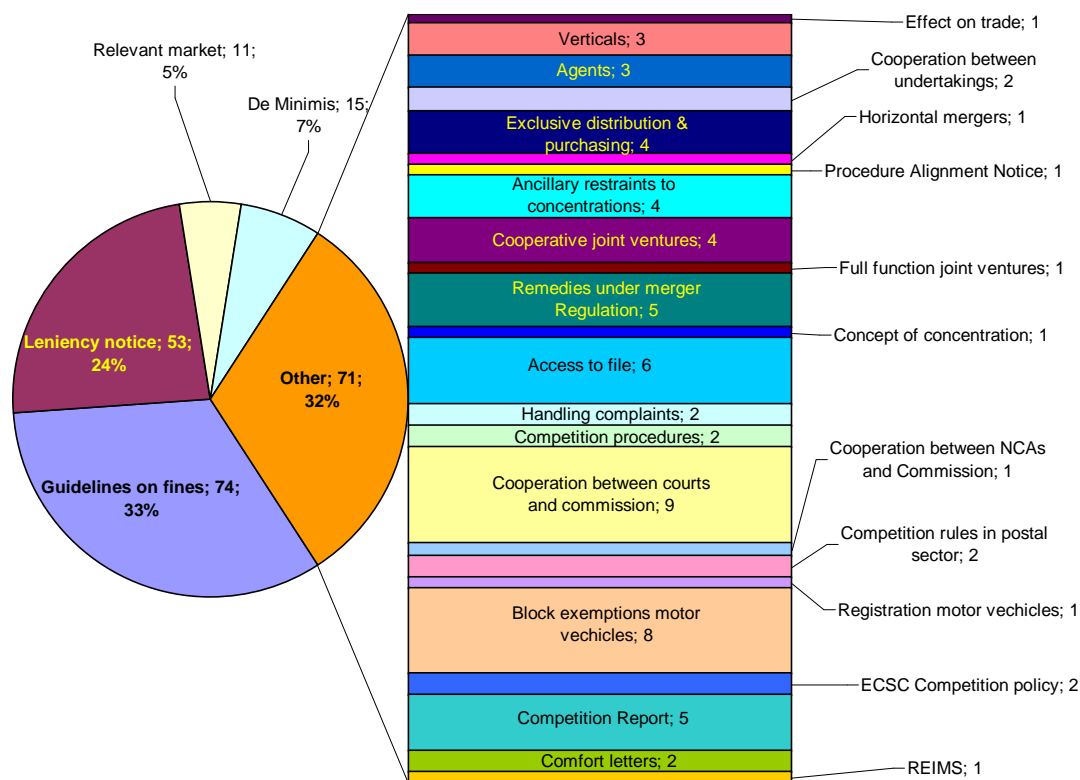 Relevant market; 11;
5%
De Minimis; 15;
7%
Leniency notice; 53;
24%
Other; 71;
32%
Guidelines on fines; 74;
33%
Effect on trade; 1
Verticals; 3
Agents; 3
Cooperation between
undertakings; 2
Exclusive distribution &
purchasing; 4
Horizontal mergers; 1
Procedure Alignment Notice; 1
Ancillary restraints to
concentrations; 4
Cooperative joint ventures; 4
Full function joint ventures; 1
Remedies under merger
Regulation; 5
Concept of concentration; 1
Access to file; 6
Handling complaints; 2
Competition procedures; 2
Cooperation between courts
and commission; 9
Cooperation between NCAs
and Commission; 1
Competition rules in postal
sector; 2
Registration motor vechicles; 1
Block exemptions motor
vechicles; 8
ECSC Competition policy; 2
Competition Report; 5
Comfort letters; 2
REIMS; 1